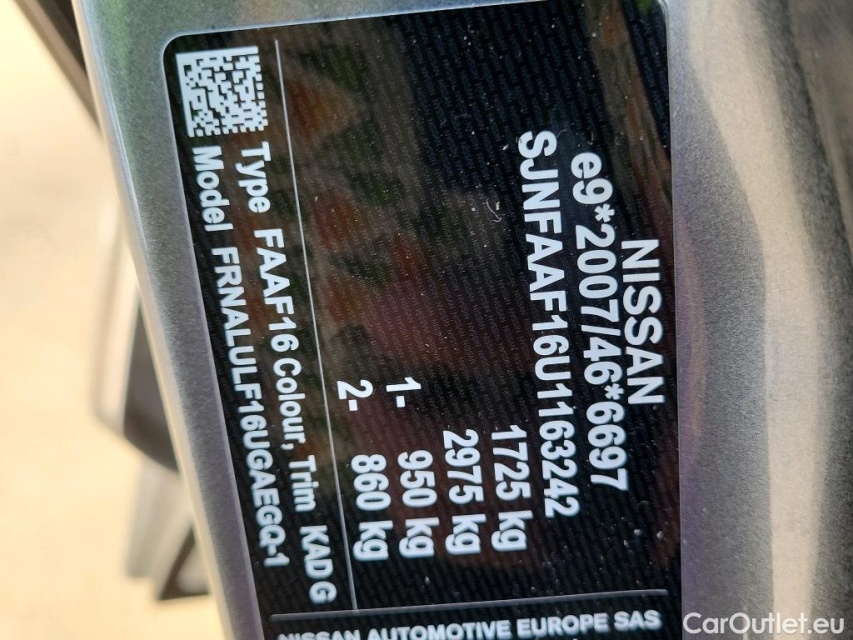 NISSAN
e9*2007/46*6697
SJNFAAF16U1163242
1725 kg
2975 kg
1- 950 kg
2- 860 kg
Type FAAF16 Colour, Trim KAD G
Model FRNALULF16UGAEGQ-1
NISSAN AUTOMOTIVE EUROPE SAS
CarOutlet.eu